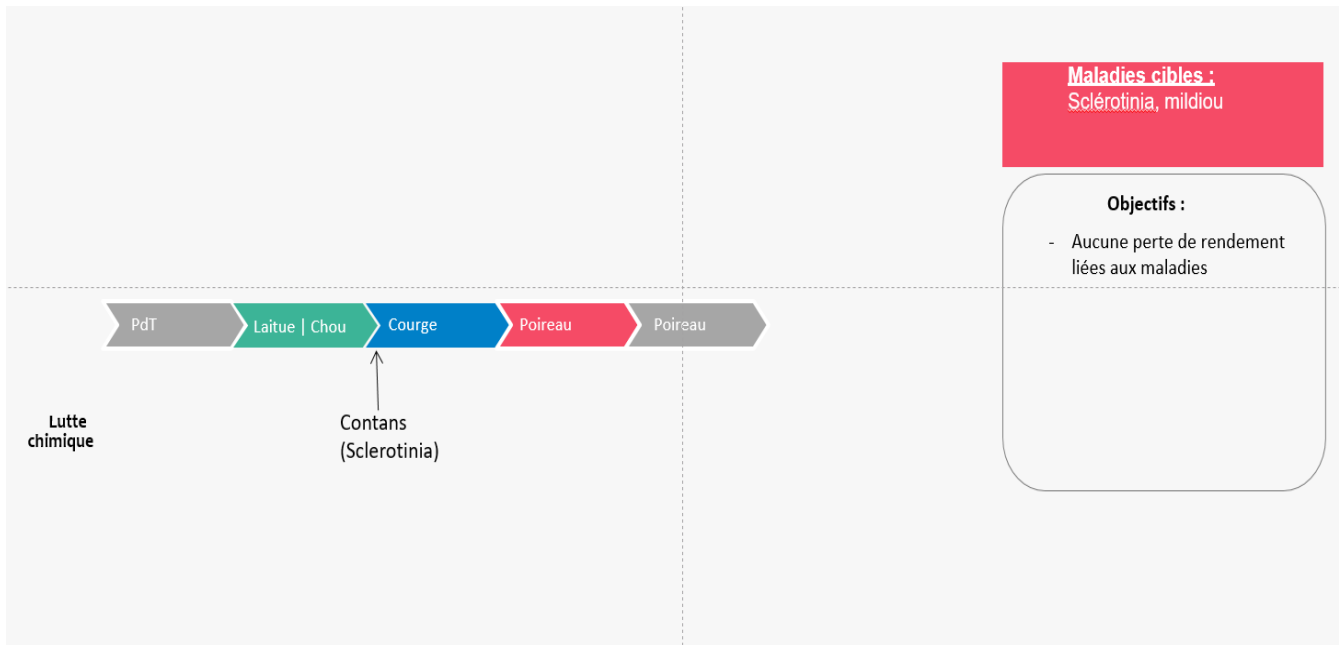 Maladies cibles :
Sclérotinia, mildiou
Objectifs :
- Aucune perte de rendement
liées aux maladies
PdT
Laitue | Chou
Courge
Poireau
Poireau
Contans
(Sclerotinia)
Lutte
chimique